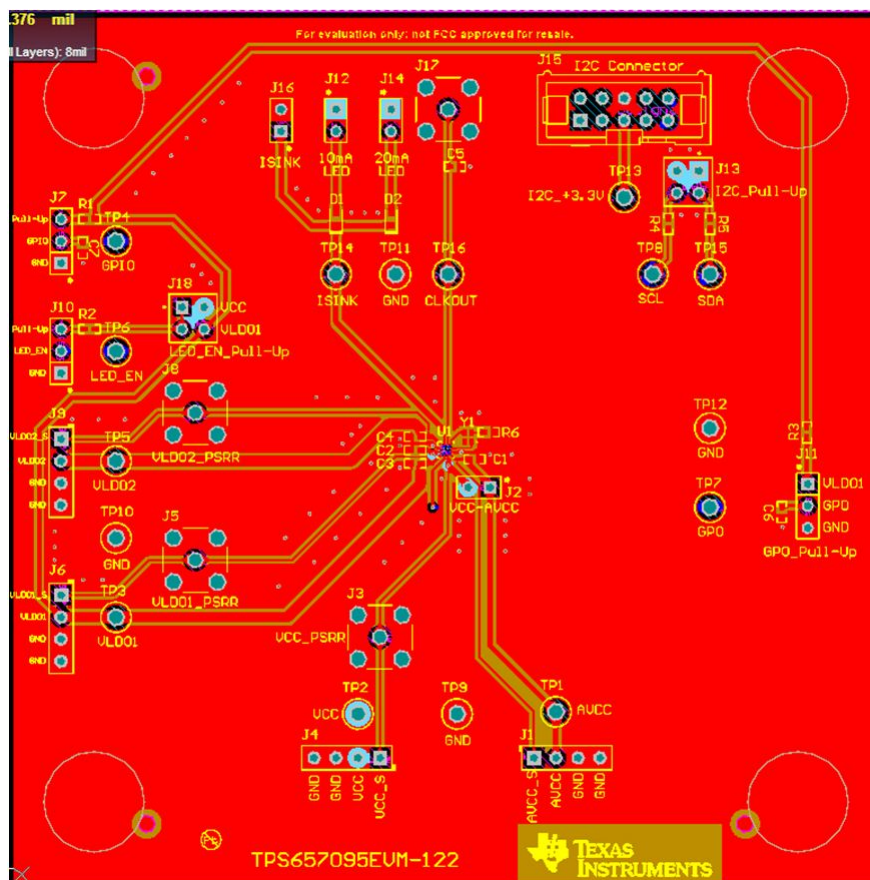 .376 mil
l Layers): 8mil
For evaluation only; not FCC approved for resale.
J16
J12
J14
J17
J15
I2C Connector
ISINK
10mA
LED
20mA
LED
C5
TP13
J13
I2C_+3.3V
I2C_Pull-Up
J7
R1
TP4
D1
D2
R4
R5
Pull-Up
GPIO
GND
C7
GPIO
TP14
TP11
TP16
TP8
TP15
ISINK
GND
CLKOUT
SCL
SDA
J18
VCC
VLDO1
LED_EN_Pull-Up
J10
R2
TP6
Pull-Up
LED_EN
GND
LED_EN
J8
TP12
GND
J9
TP5
VLDO2_S
VLDO2
GND
GND
VLDO2
VLDO2_PSRR
C4
C2
C3
U1
Y1
R6
C1
R3
J11
J2
VCC-AVCC
TP7
GPO
C6
VLDO1
GPO
GND
GPO_Pull-Up
TP10
GND
J5
VLDO1_PSRR
J6
TP3
VLDO1_S
VLDO1
GND
GND
VLDO1
J3
VCC_PSRR
TP2
VCC
TP9
GND
TP1
AVCC
J4
GND
GND
VCC
VCC_S
J1
AVCC_S
AVCC
GND
GND
TPS657095EVM-122
TEXAS
INSTRUMENTS